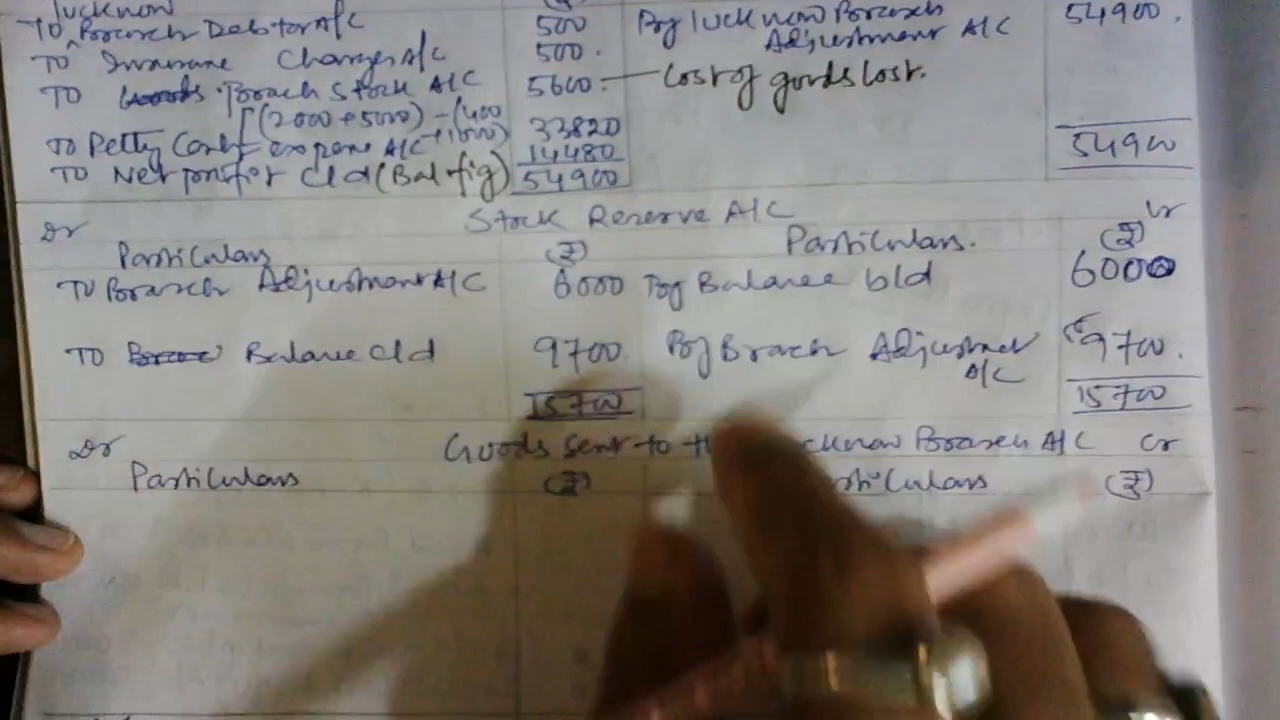 lucknow
To Branch Debtor A/c 500 By lucknow Branch Adjustment A/C 54900.
To Insurance Charges A/c 500.
To Branch Stock A/C 5600. — Cost of goods lost.
[(2000+5000) – (400
To Petty Cash expense A/C +1000) 33820
14480 54900
To Net profit c/d (Bal fig) 54900
Dr Stock Reserve A/C Cr
Particulars (₹) Particulars. (₹)
To Branch Adjustment A/C 6000 By Balance b/d 6000
To Balance c/d 9700 By Branch Adjustment A/C 9700.
15700 15700
Dr Goods sent to Branch A/C Cr
Particulars (₹) (₹)